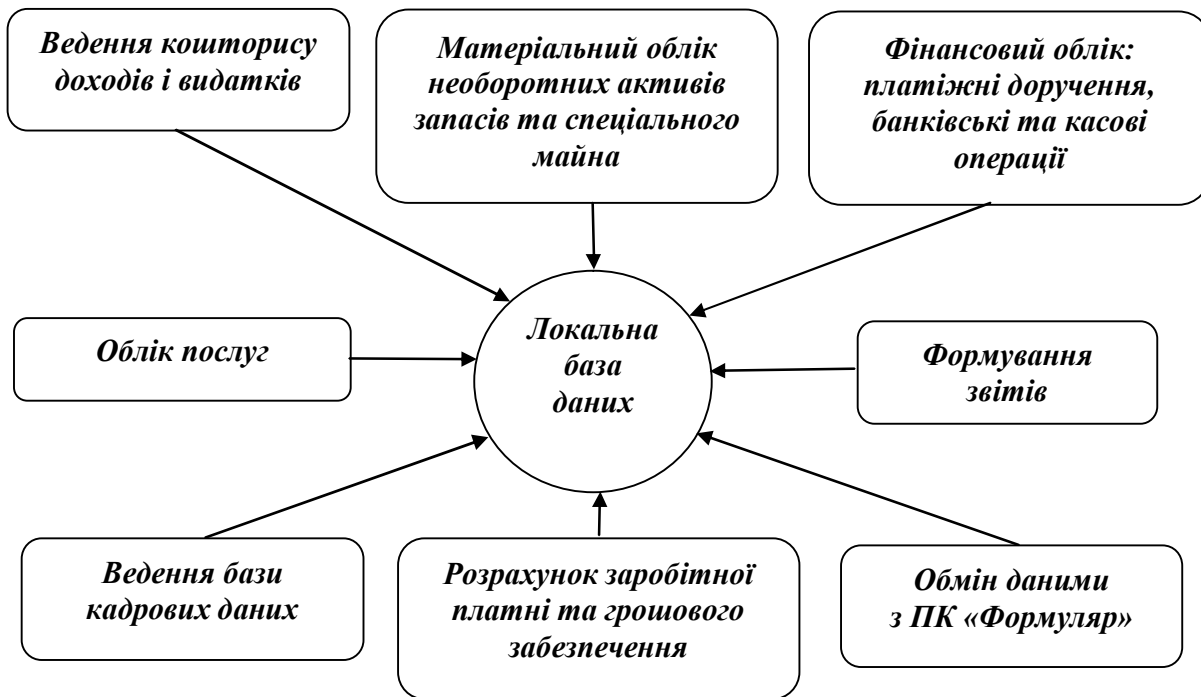 Ведення кошторису
доходів і видатків
Матеріальний облік
необоротних активів
запасів та спеціального
майна
Фінансовий облік:
платіжні доручення,
банківські та касові
операції
Облік послуг
Локальна
база
даних
Формування
звітів
Ведення бази
кадрових даних
Розрахунок заробітної
платні та грошового
забезпечення
Обмін даними
з ПК «Формуляр»